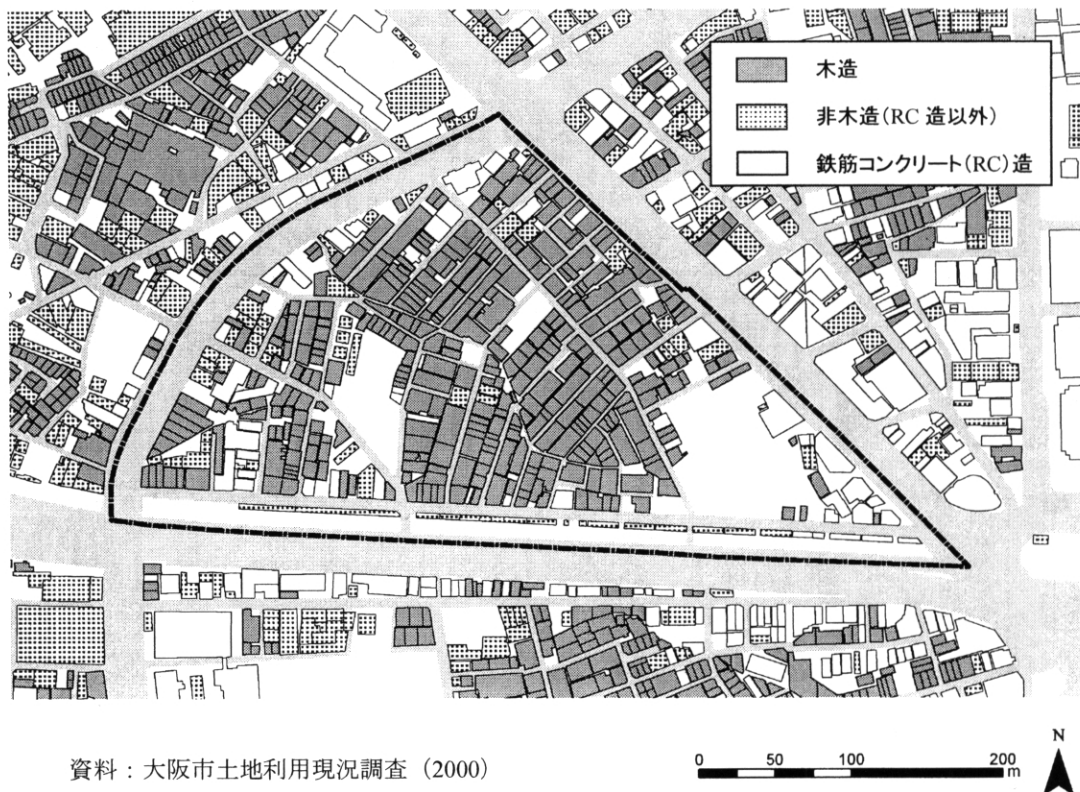 木造
非木造(RC 造以外)
鉄筋コンクリート(RC)造
資料：大阪市土地利用現況調査（2000）
0 50 100 200
m
N